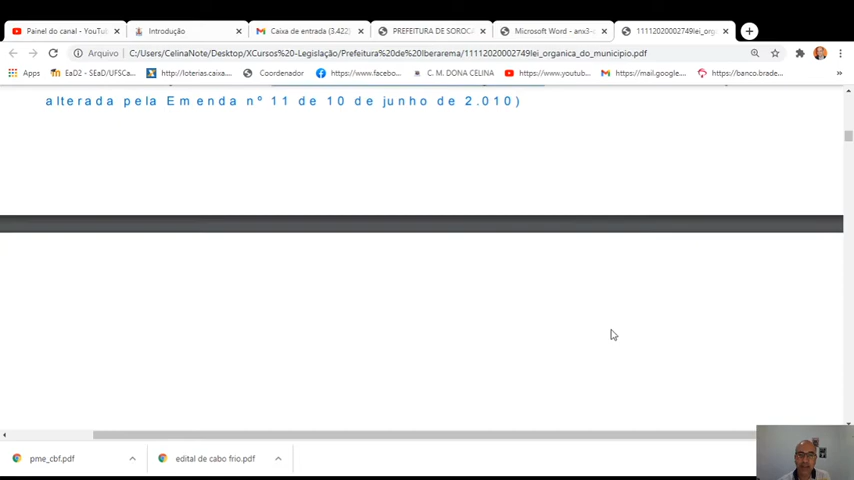 Painel do canal - YouTu
Introdução
Caixa de entrada (3.422)
PREFEITURA DE SOROCA
Microsoft Word - anx3-
11112020002749lei_org
Arquivo
C:/Users/CelinaNote/Desktop/XCursos%20-Legislação/Prefeitura%20de%20Iberarema/11112020002749lei_organica_do_municipio.pdf
Apps
EaD2 - SEaD/UFSCa...
http://loterias.caixa...
Coordenador
https://www.facebo...
C. M. DONA CELINA
https://www.youtub...
https://mail.google....
https://banco.brade...
»
alterada pela Emenda nº 11 de 10 de junho de 2.010)
pme_cbf.pdf
edital de cabo frio.pdf